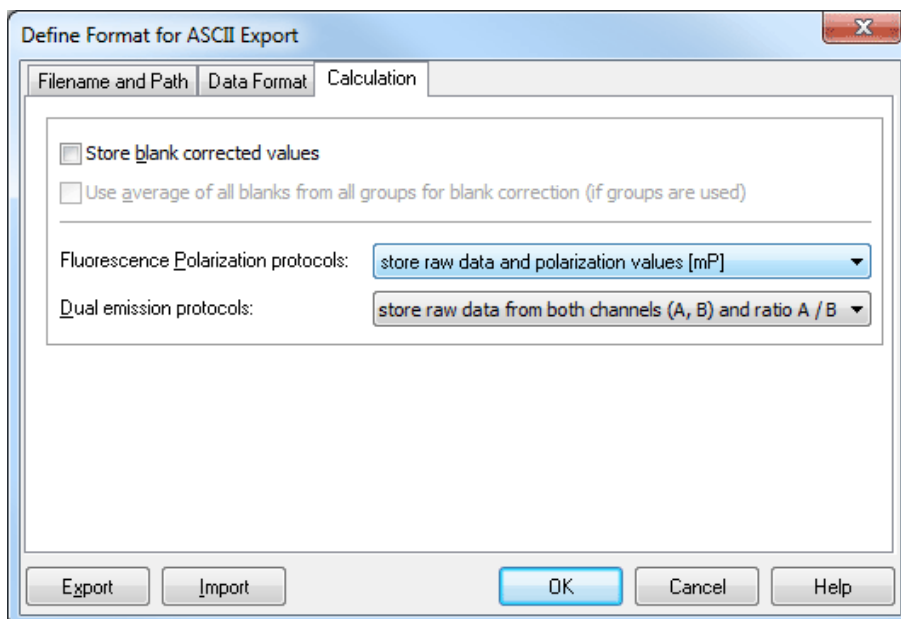 Define Format for ASCII Export
Filename and Path Data Format Calculation
Store blank corrected values
Use average of all blanks from all groups for blank correction (if groups are used)
Fluorescence Polarization protocols: store raw data and polarization values [mP]
Dual emission protocols: store raw data from both channels (A, B) and ratio A / B
Export Import OK Cancel Help